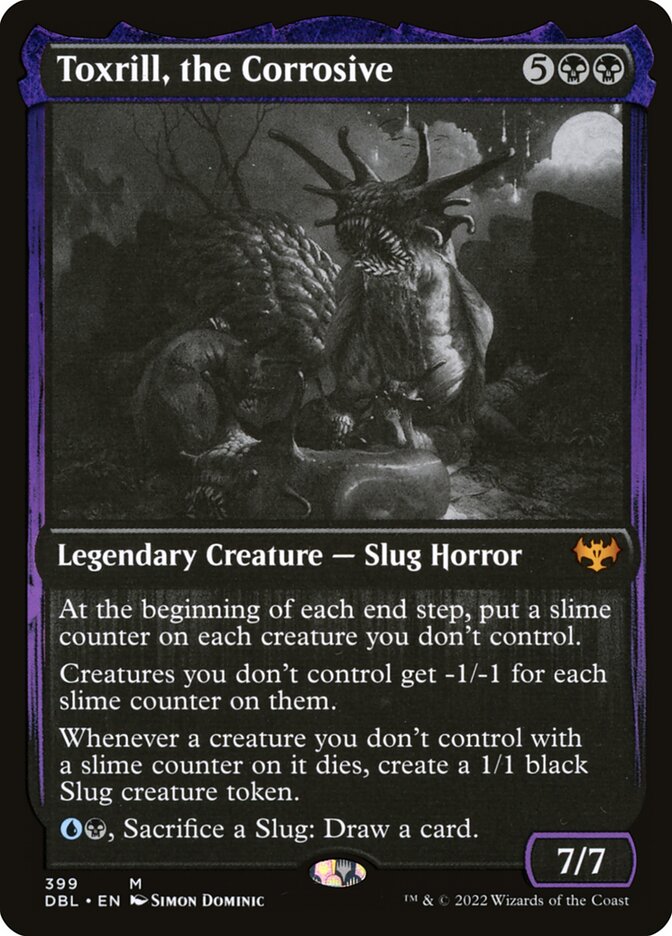 Toxrill, the Corrosive 5
Legendary Creature — Slug Horror
At the beginning of each end step, put a slime
counter on each creature you don't control.
Creatures you don't control get -1/-1 for each
slime counter on them.
Whenever a creature you don't control with
a slime counter on it dies, create a 1/1 black
Slug creature token.
, Sacrifice a Slug: Draw a card.
7/7
399 M
DBL • EN Simon Dominic
™ & © 2022 Wizards of the Coast